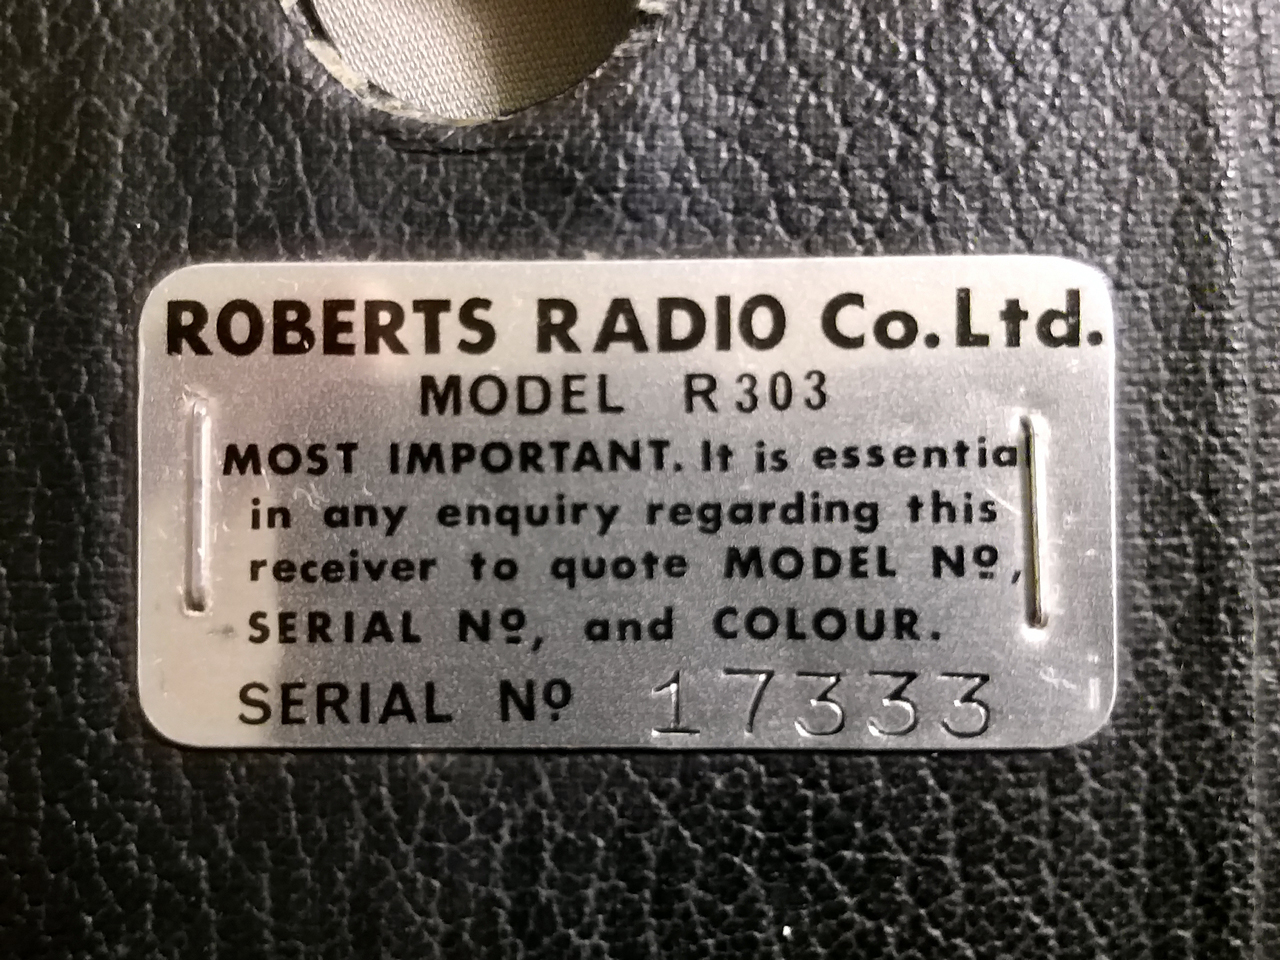 ROBERTS RADIO Co. Ltd.
MODEL R303
MOST IMPORTANT. It is essential
in any enquiry regarding this
receiver to quote MODEL Nº,
SERIAL Nº, and COLOUR.
SERIAL Nº 17333